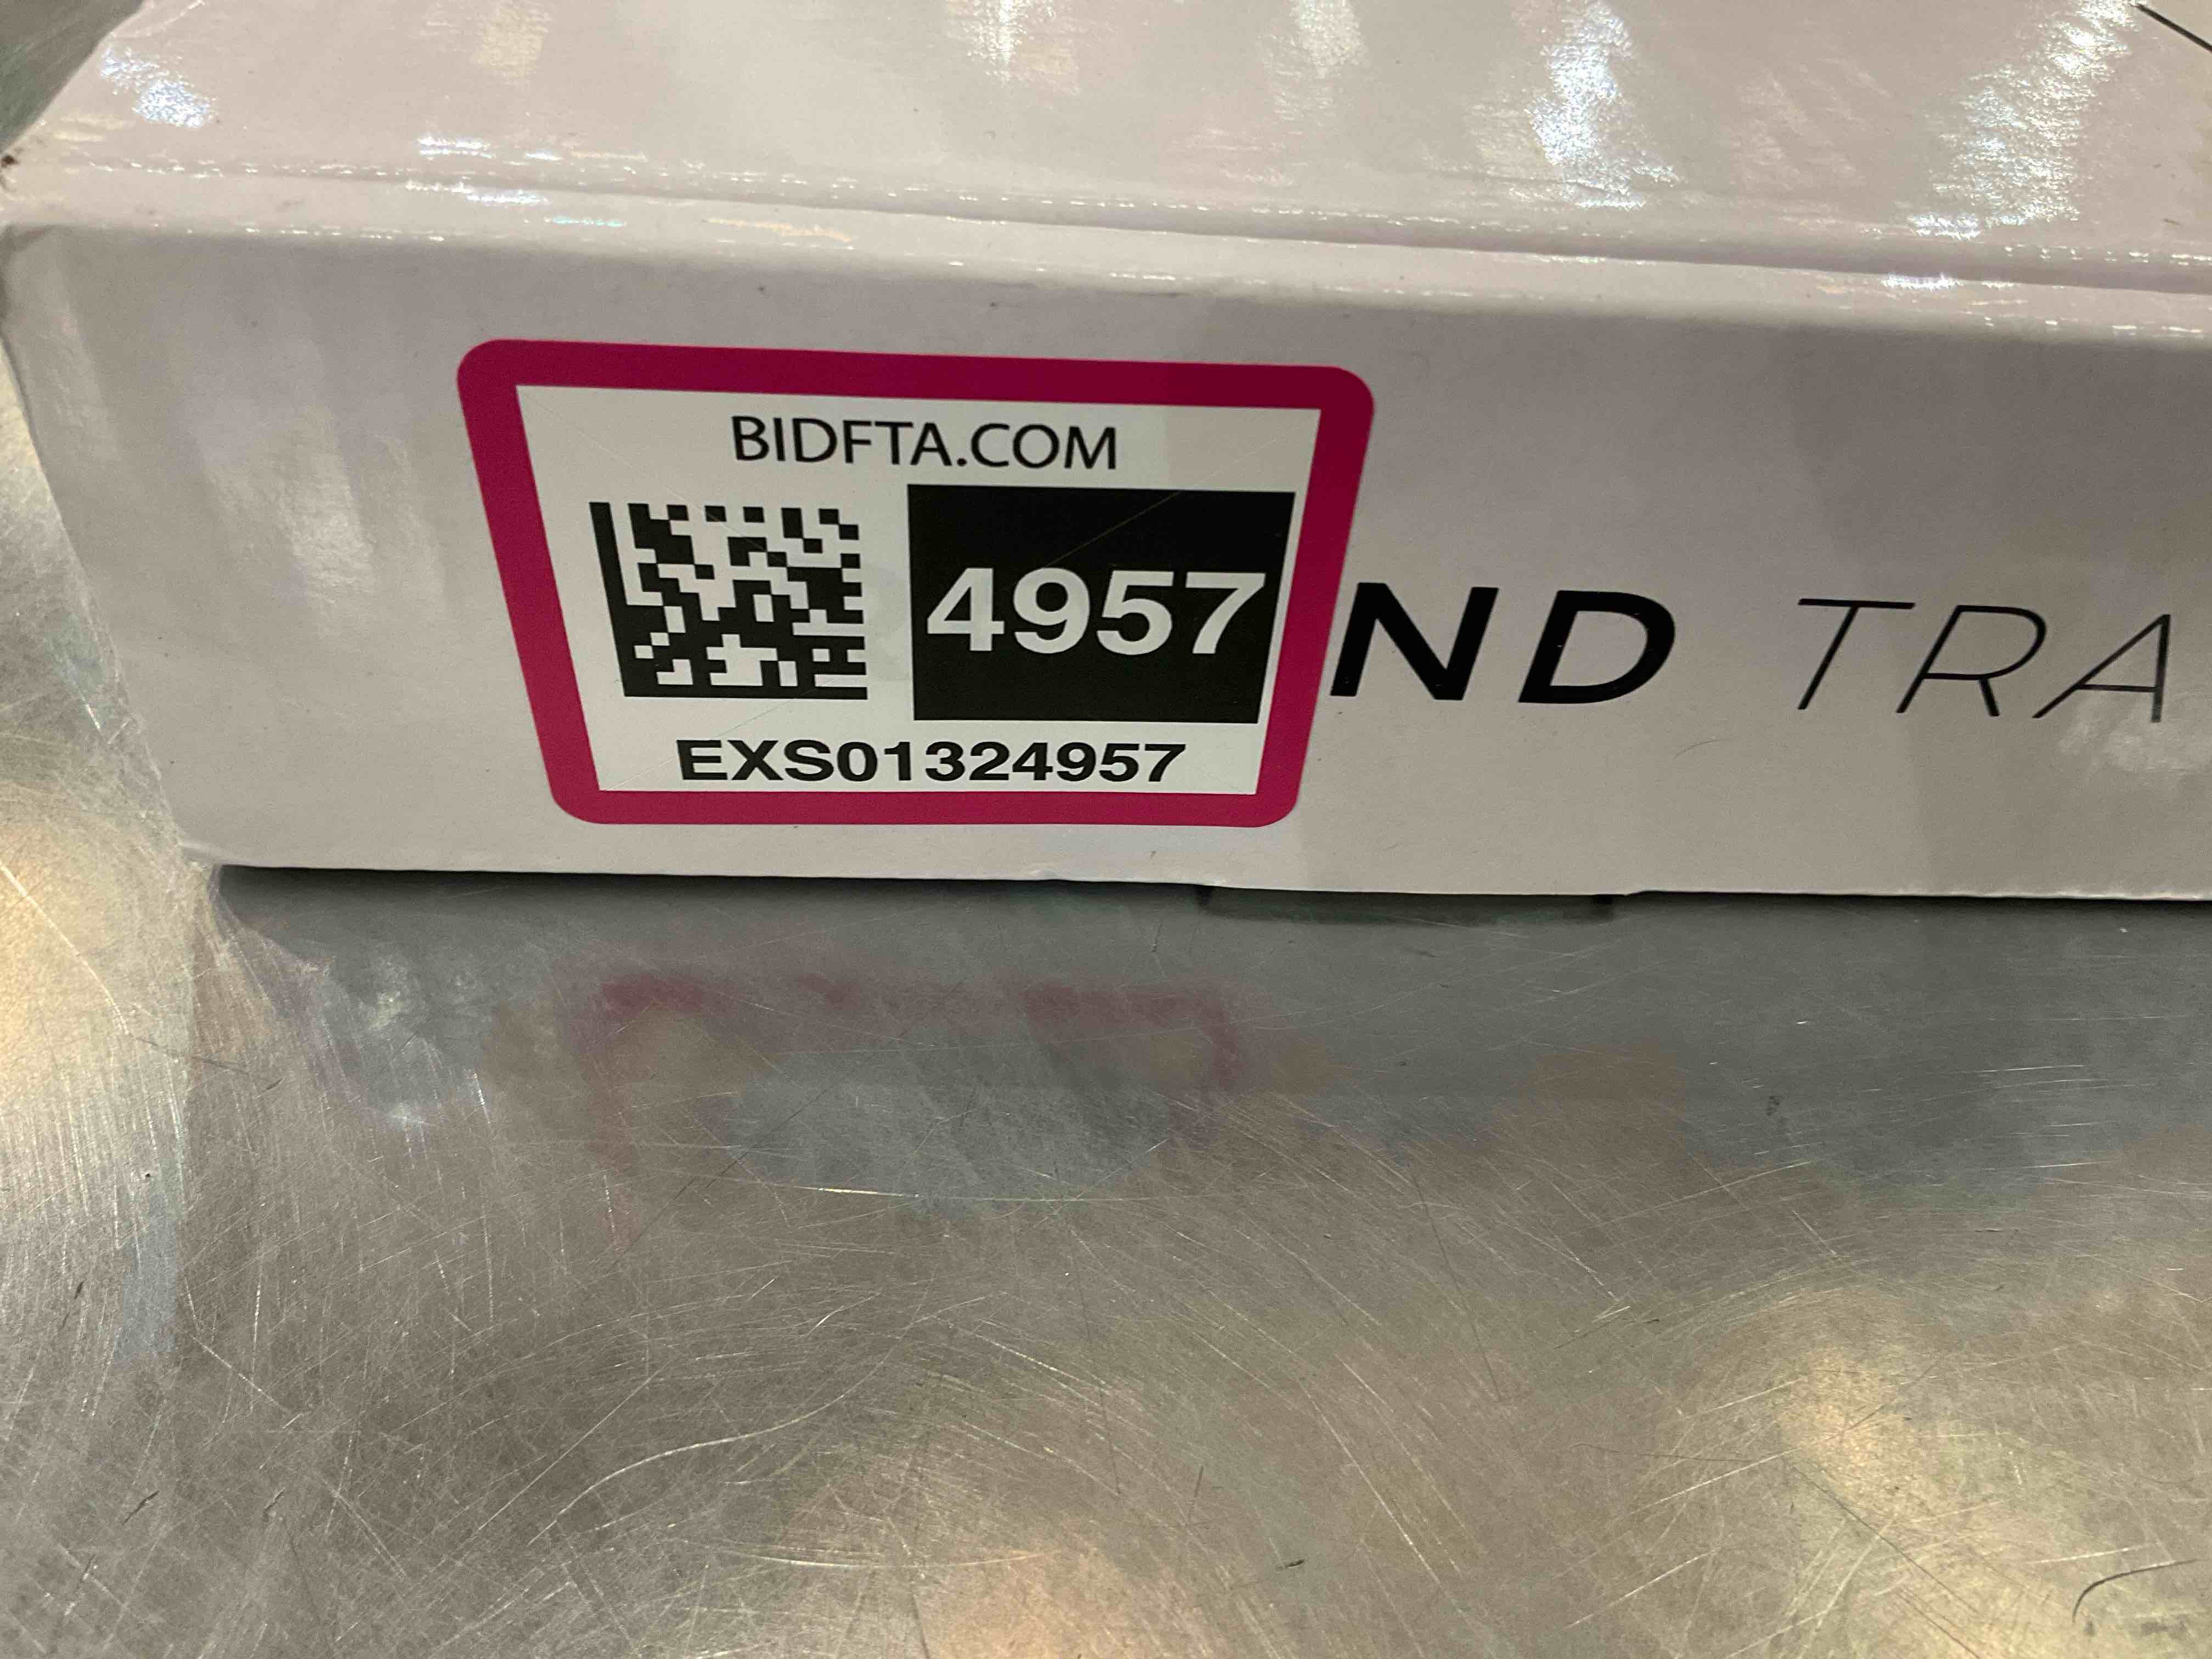 BIDFTA.COM
4957
EXS01324957
ND TRA